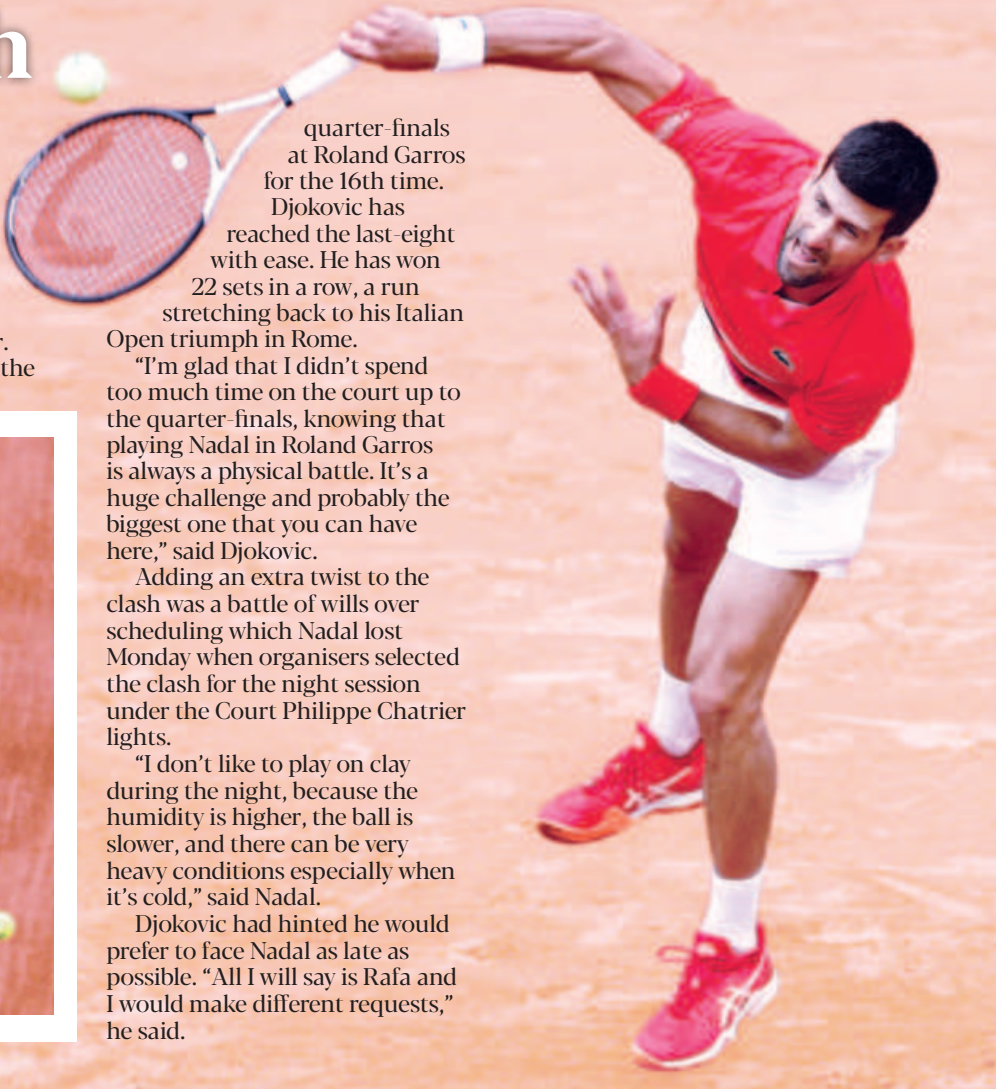 n
r.
the
quarter-finals
at Roland Garros
for the 16th time.
Djokovic has
reached the last-eight
with ease. He has won
22 sets in a row, a run
stretching back to his Italian
Open triumph in Rome.
“I’m glad that I didn’t spend
too much time on the court up to
the quarter-finals, knowing that
playing Nadal in Roland Garros
is always a physical battle. It’s a
huge challenge and probably the
biggest one that you can have
here,” said Djokovic.
Adding an extra twist to the
clash was a battle of wills over
scheduling which Nadal lost
Monday when organisers selected
the clash for the night session
under the Court Philippe Chatrier
lights.
“I don’t like to play on clay
during the night, because the
humidity is higher, the ball is
slower, and there can be very
heavy conditions especially when
it’s cold,” said Nadal.
Djokovic had hinted he would
prefer to face Nadal as late as
possible. “All I will say is Rafa and
I would make different requests,”
he said.